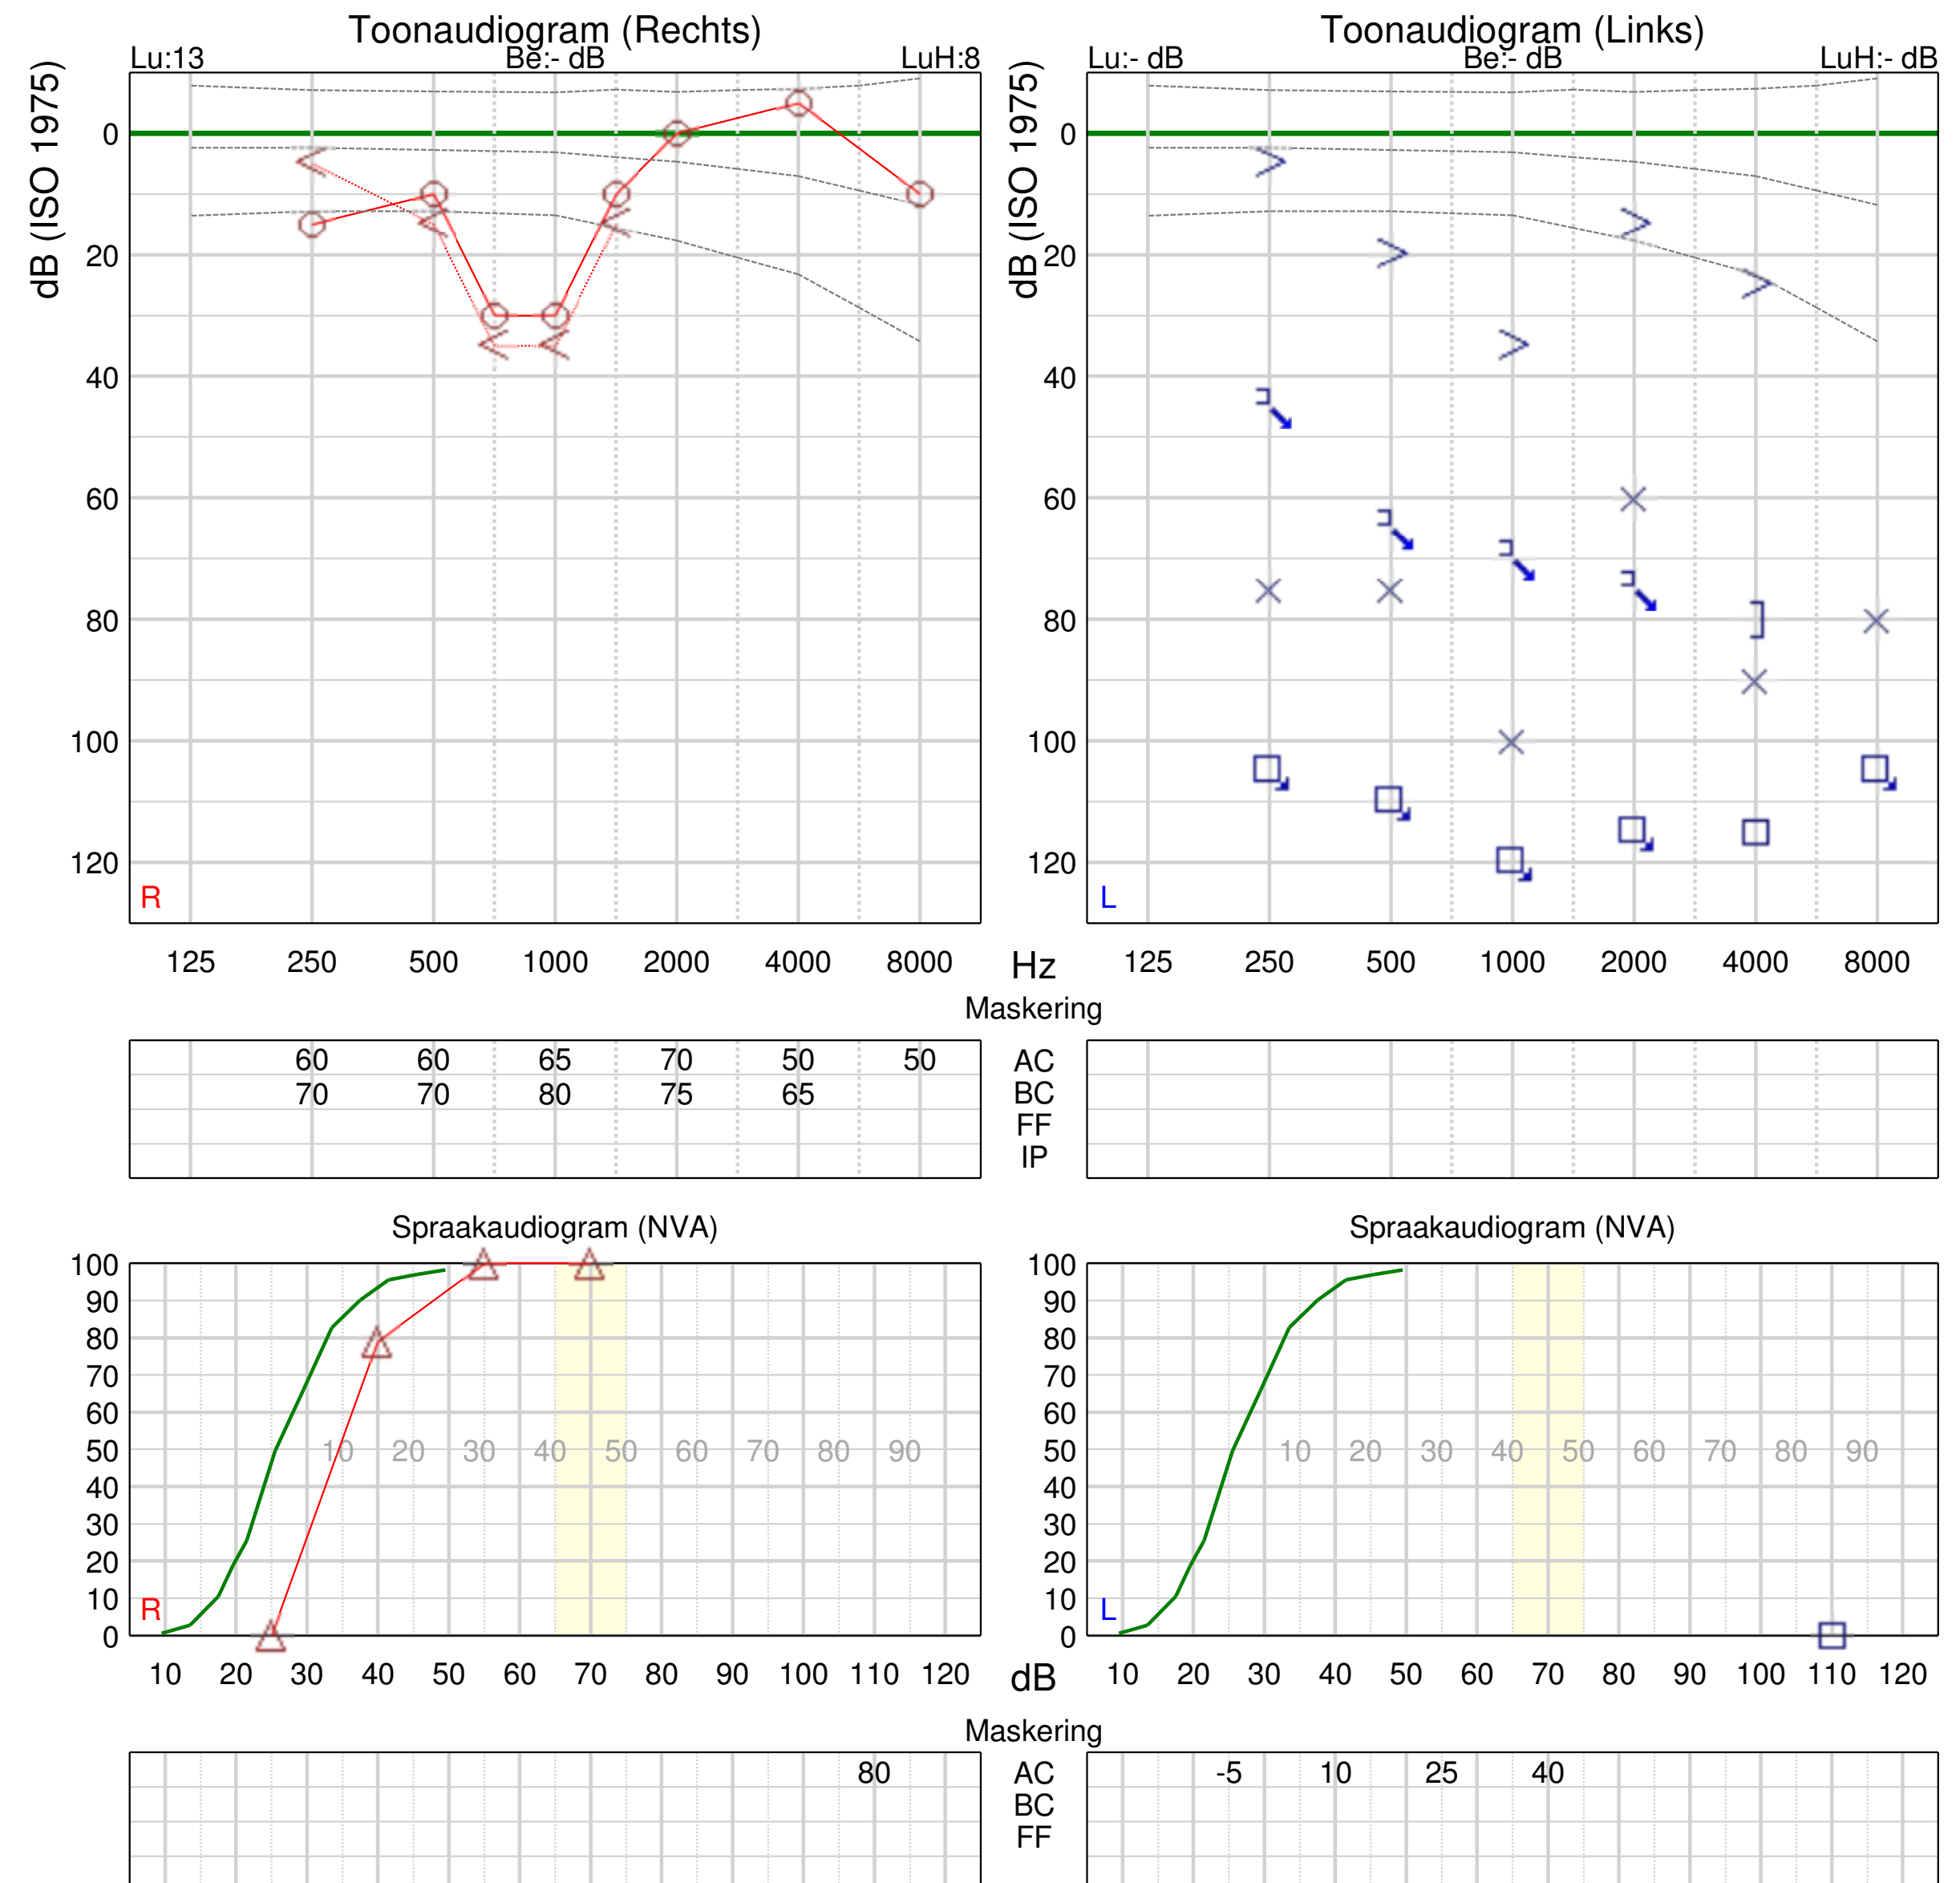 Toonaudiogram (Rechts) Toonaudiogram (Links)
Lu:13 Be:- dB LuH:8 Lu:- dB Be:- dB LuH:- dB
dB (ISO 1975) dB (ISO 1975)
0 0
20 20
40 40
60 60
80 80
100 100
120 120
R L
125 250 500 1000 2000 4000 8000 Hz 125 250 500 1000 2000 4000 8000
Maskering
60 60 65 70 50 50 AC
70 70 80 75 65 BC
FF
IP
Spraakaudiogram (NVA) Spraakaudiogram (NVA)
100 100
90 90
80 80
70 70
60 60
50 10 20 30 40 50 60 70 80 90 50 10 20 30 40 50 60 70 80 90
40 40
30 30
20 20
10 10
R L
0 0
10 20 30 40 50 60 70 80 90 100 110 120 dB 10 20 30 40 50 60 70 80 90 100 110 120
Maskering
80 AC -5 10 25 40
BC
FF